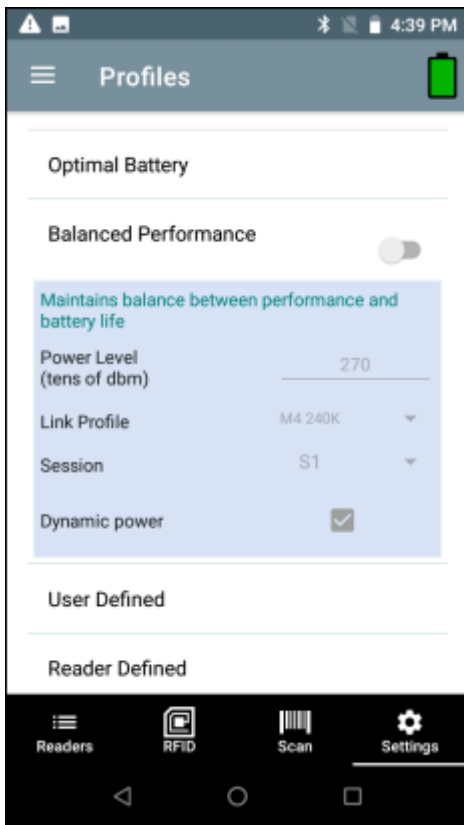 4:39 PM
Profiles
Optimal Battery
Balanced Performance
Maintains balance between performance and
battery life
Power Level
(tens of dbm)
270
Link Profile
M4 240K
Session
S1
Dynamic power
User Defined
Reader Defined
Readers
RFID
Scan
Settings